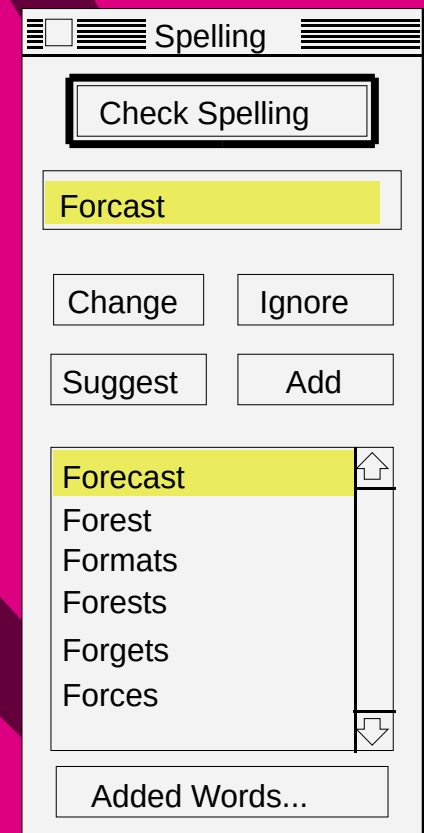 Spelling
Check Spelling
Forcast
Change Ignore
Suggest Add
Forecast
Forest
Formats
Forests
Forgets
Forces
Added Words...